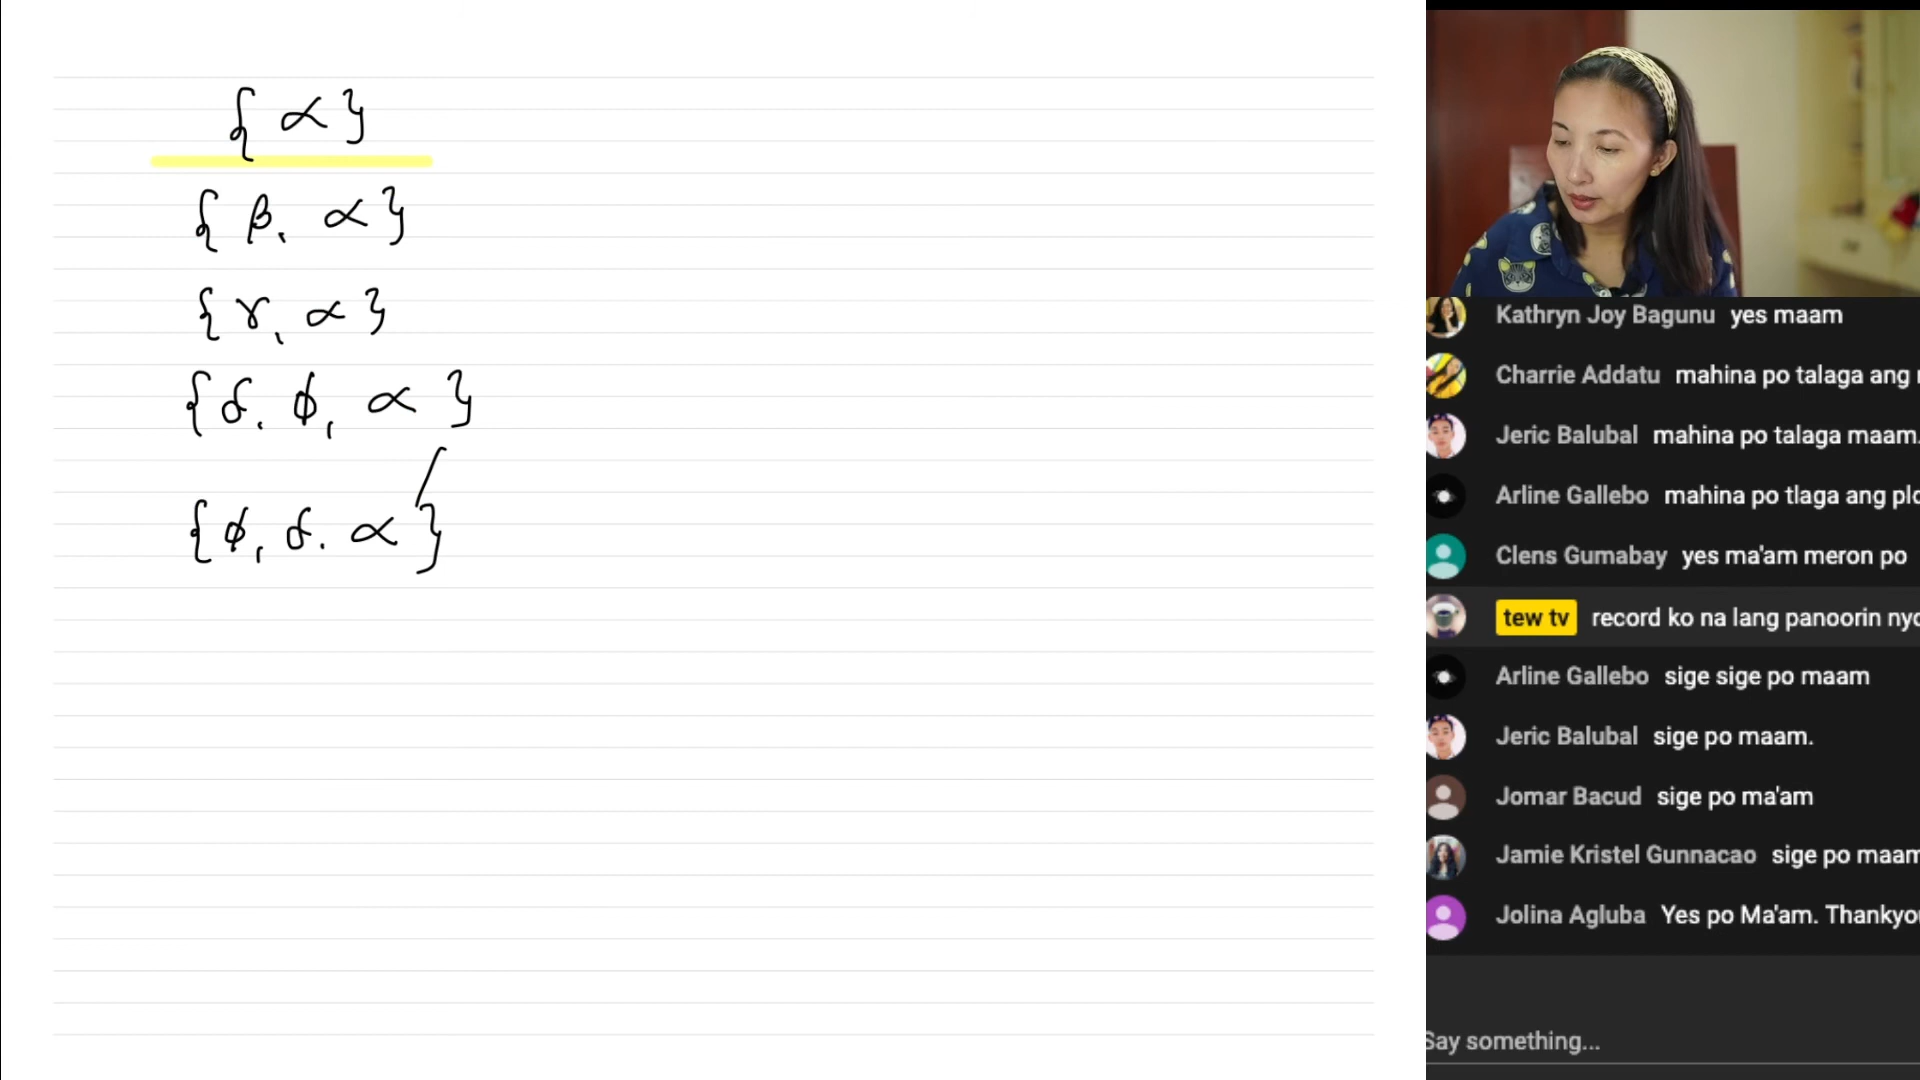 { α }
{ β, α }
{ γ, α }
{ δ, ϕ, α }
{ ϕ, δ, α }
Kathryn Joy Bagunu yes maam
Charrie Addatu mahina po talaga ang
Jeric Balubal mahina po talaga maam.
Arline Gallebo mahina po tlaga ang
Clens Gumabay yes ma'am meron po
tew tv record ko na lang panoorin
Arline Gallebo sige sige po maam
Jeric Balubal sige po maam.
Jomar Bacud sige po ma'am
Jamie Kristel Gunnacao sige po maam
Jolina Agluba Yes po Ma'am.
Say something...